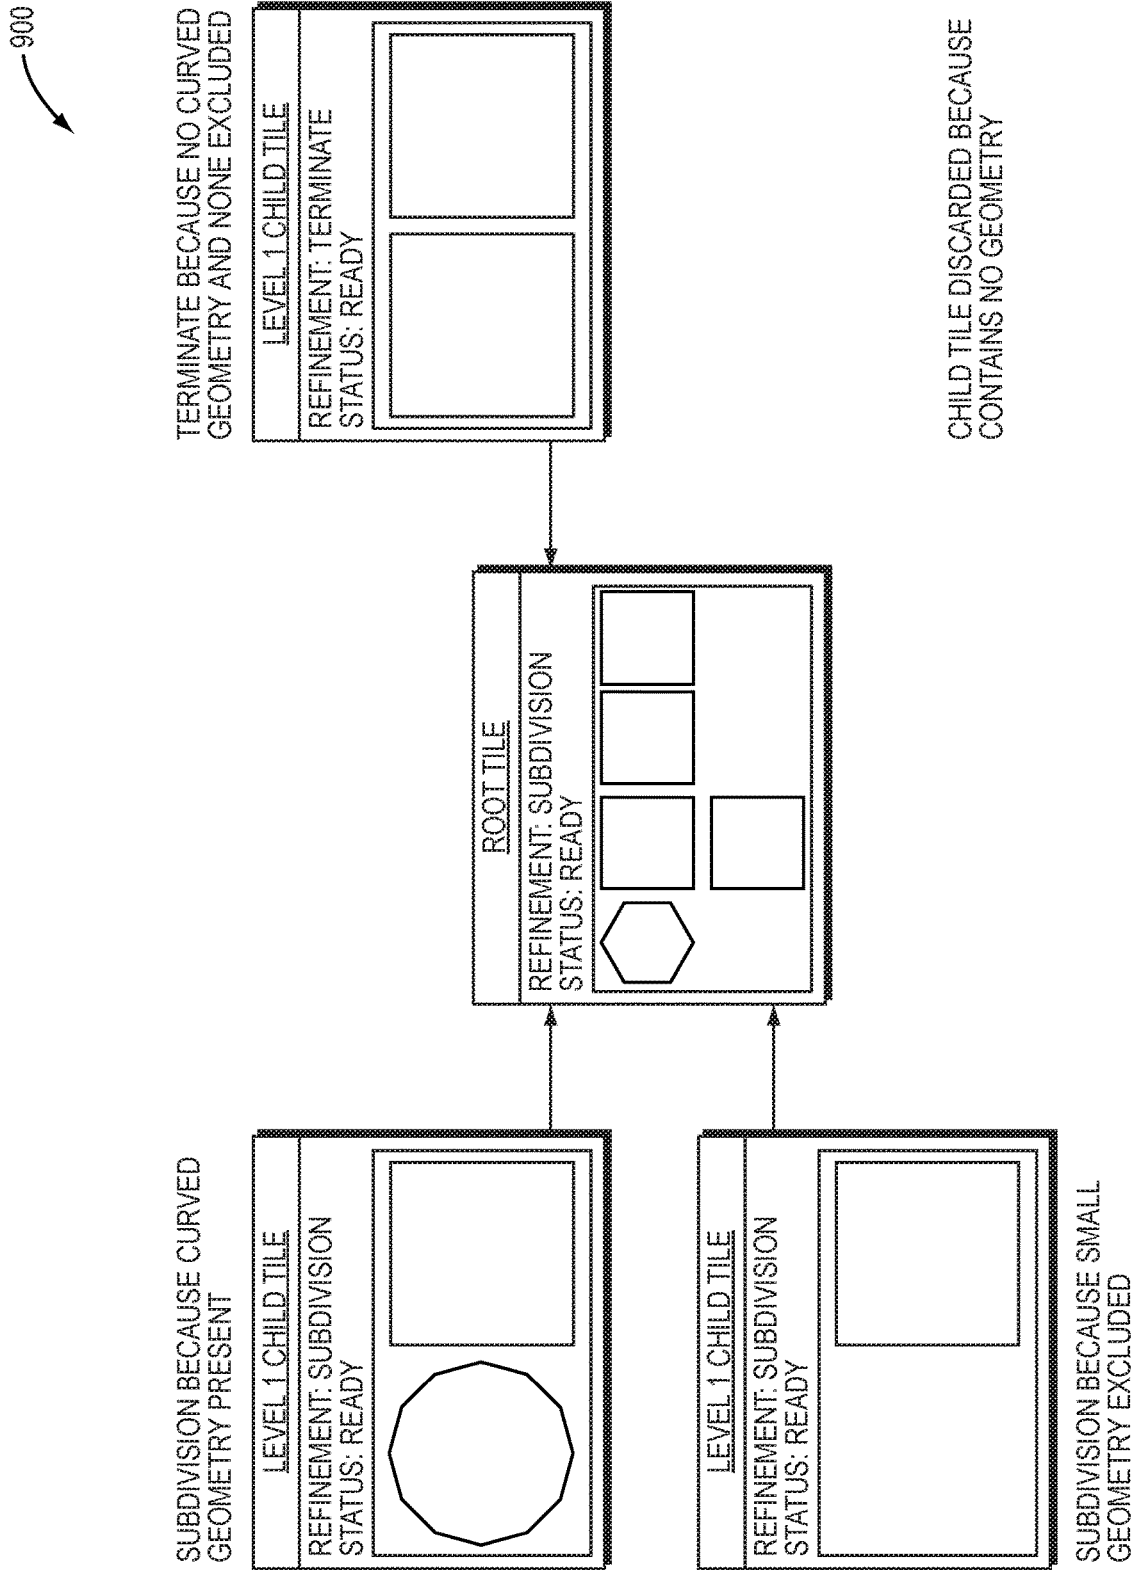 900
SUBDIVISION BECAUSE CURVED
GEOMETRY PRESENT
LEVEL 1 CHILD TILE
REFINEMENT: SUBDIVISION
STATUS: READY
TERMINATE BECAUSE NO CURVED
GEOMETRY AND NONE EXCLUDED
LEVEL 1 CHILD TILE
REFINEMENT: TERMINATE
STATUS: READY
ROOT TILE
REFINEMENT: SUBDIVISION
STATUS: READY
LEVEL 1 CHILD TILE
REFINEMENT: SUBDIVISION
STATUS: READY
SUBDIVISION BECAUSE SMALL
GEOMETRY EXCLUDED
CHILD TILE DISCARDED BECAUSE
CONTAINS NO GEOMETRY